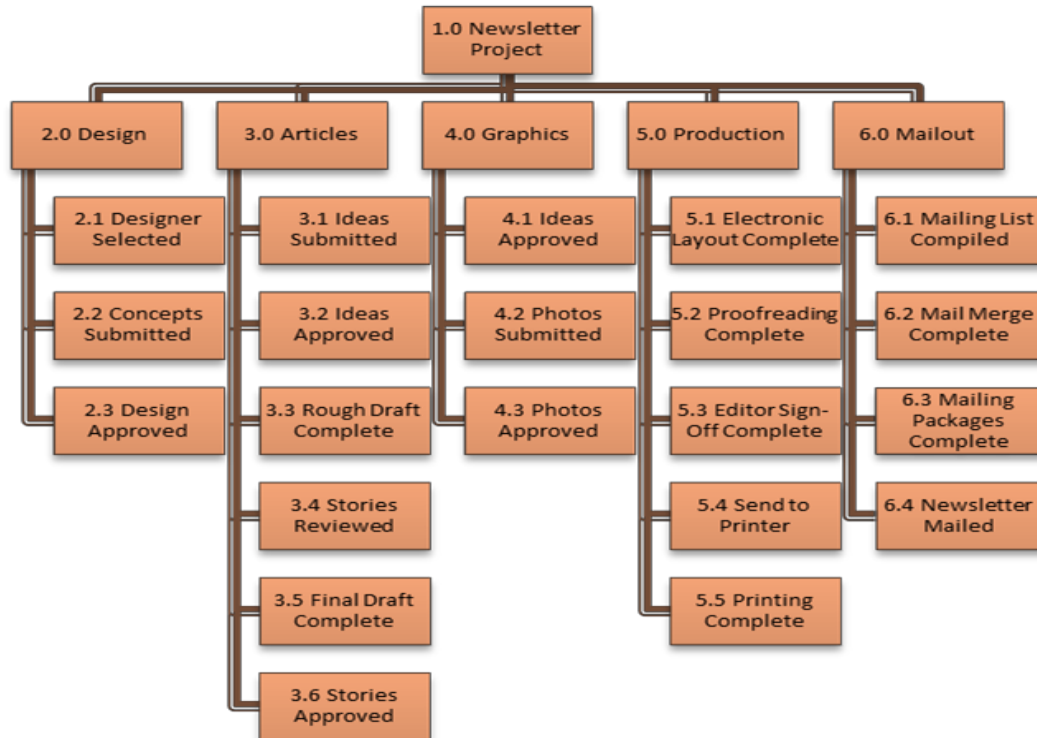 1.0 Newsletter
Project
2.0 Design
3.0 Articles
4.0 Graphics
5.0 Production
6.0 Mailout
2.1 Designer
Selected
2.2 Concepts
Submitted
2.3 Design
Approved
3.1 Ideas
Submitted
3.2 Ideas
Approved
3.3 Rough Draft
Complete
3.4 Stories
Reviewed
3.5 Final Draft
Complete
3.6 Stories
Approved
4.1 Ideas
Approved
4.2 Photos
Submitted
4.3 Photos
Approved
5.1 Electronic
Layout Complete
5.2 Proofreading
Complete
5.3 Editor Sign-
Off Complete
5.4 Send to
Printer
5.5 Printing
Complete
6.1 Mailing List
Compiled
6.2 Mail Merge
Complete
6.3 Mailing
Packages
Complete
6.4 Newsletter
Mailed